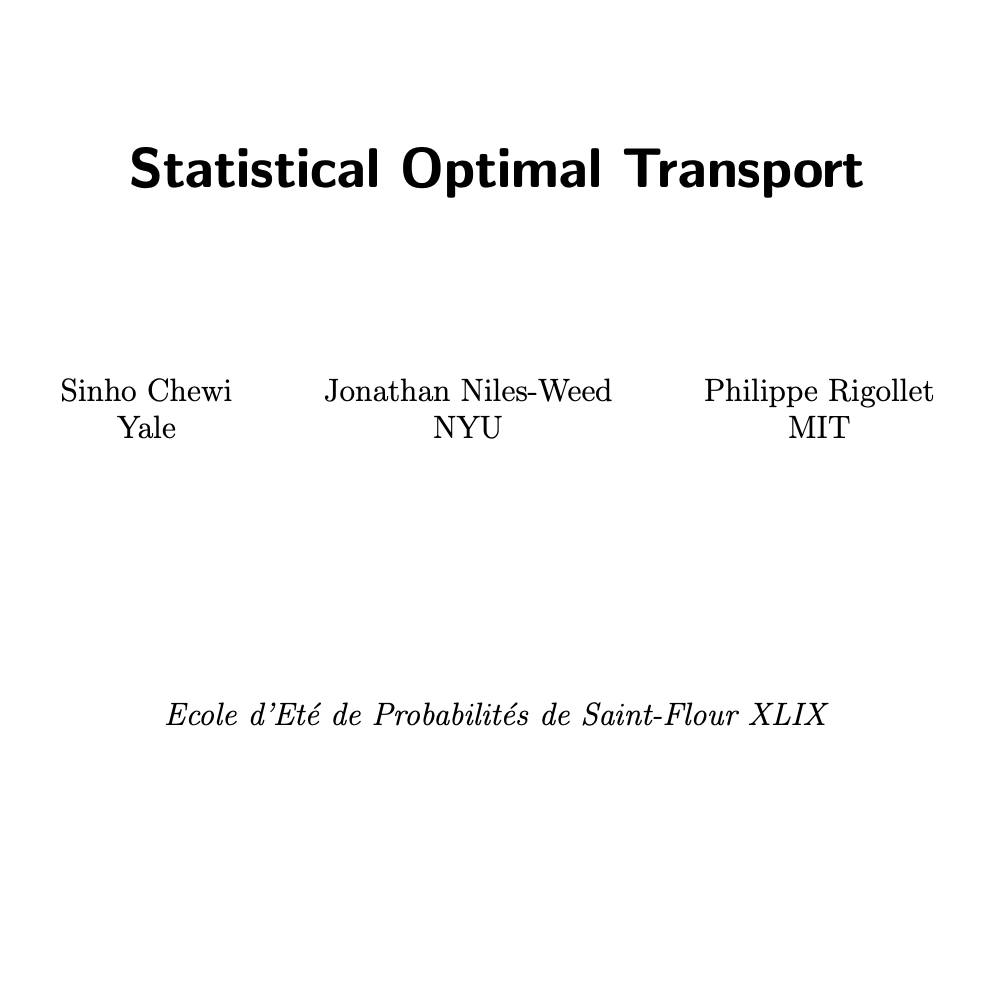 Statistical Optimal Transport
Sinho Chewi Jonathan Niles-Weed Philippe Rigollet
Yale NYU MIT
Ecole d'Eté de Probabilités de Saint-Flour XLIX